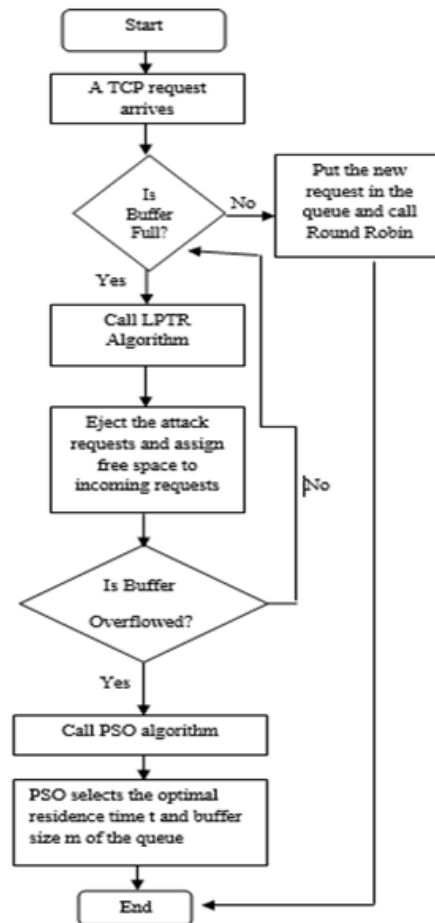 Start
A TCP request
arrives
Is
Buffer
Full?
No
Put the new
request in the
queue and call
Round Robin
Yes
Call LPTR
Algorithm
Eject the attack
requests and assign
free space to
incoming requests
No
Is Buffer
Overflowed?
Yes
Call PSO algorithm
PSO selects the optimal
residence time t and buffer
size m of the queue
End